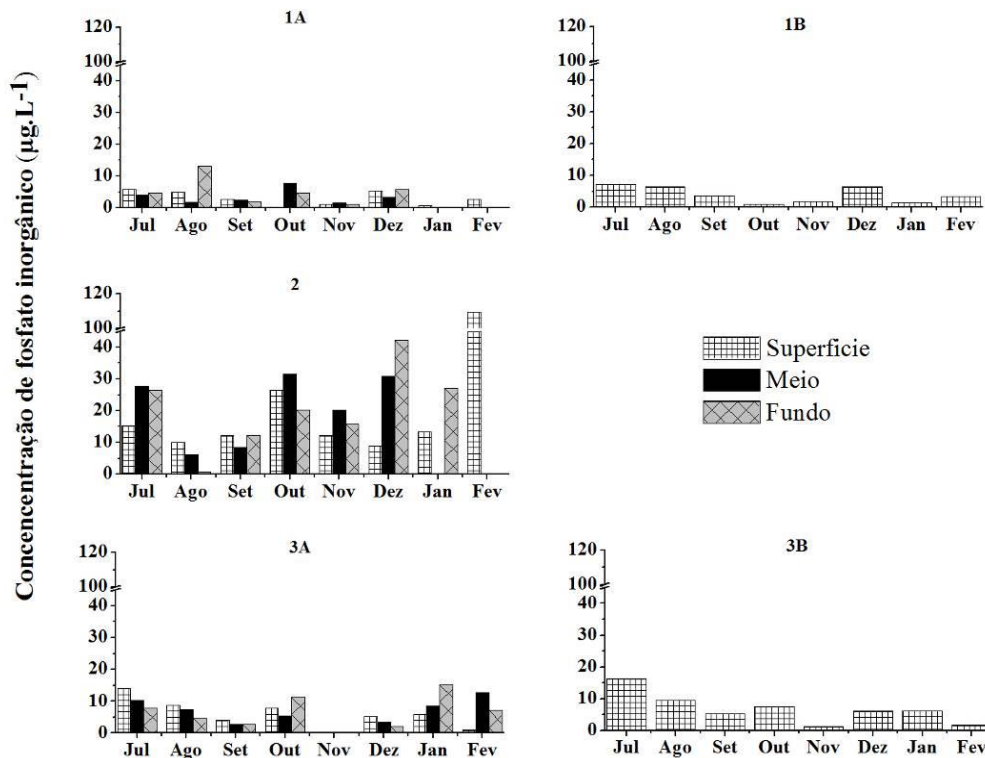 Concencentração de fosfato inorgânico (µg.L-1)
1A
120
100
40
30
20
10
0
Jul Ago Set Out Nov Dez Jan Fev
1B
120
100
40
30
20
10
0
Jul Ago Set Out Nov Dez Jan Fev
2
120
100
40
30
20
10
0
Jul Ago Set Out Nov Dez Jan Fev
Superficie
Meio
Fundo
3A
120
100
40
30
20
10
0
Jul Ago Set Out Nov Dez Jan Fev
3B
120
100
40
30
20
10
0
Jul Ago Set Out Nov Dez Jan Fev